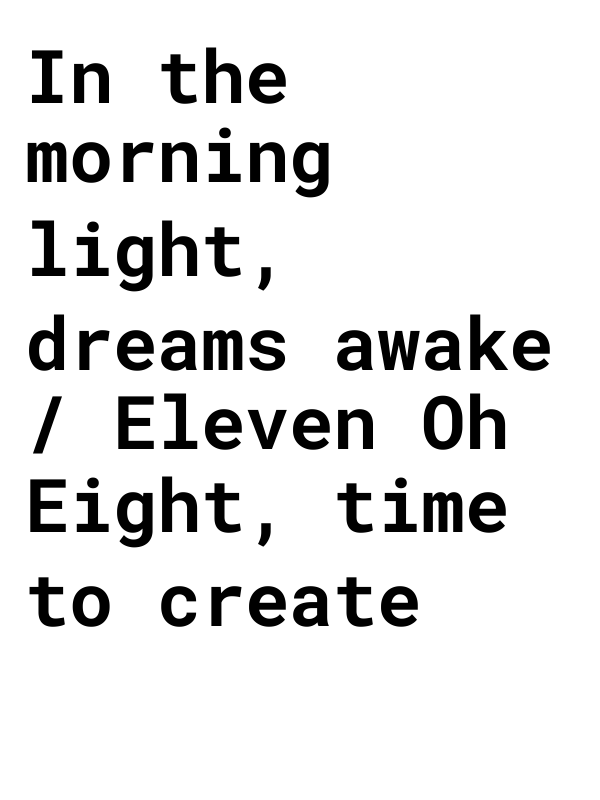 In the
morning
light,
dreams awake
/ Eleven Oh
Eight, time
to create